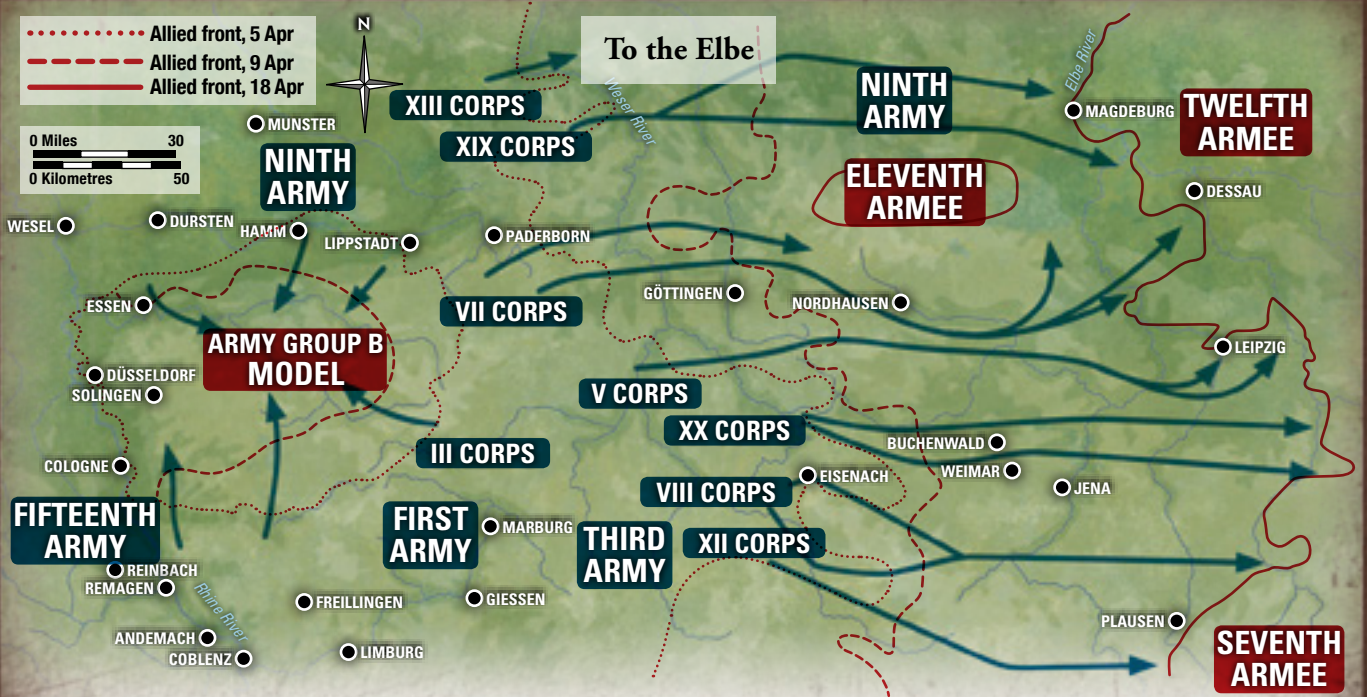 Allied front, 5 Apr
Allied front, 9 Apr
Allied front, 18 Apr
N
To the Elbe
0 Miles 30
0 Kilometres 50
Elbe River
Weser River
XIII CORPS
XIX CORPS
NINTH
ARMY
MAGDEBURG
TWELFTH
ARMEE
MUNSTER
NINTH
ARMY
ELEVENTH
ARMEE
DESSAU
WESEL
DURSTEN
HAMM
LIPPSTADT
PADERBORN
ESSEN
VII CORPS
GÖTTINGEN
NORDHAUSEN
ARMY GROUP B
MODEL
LEIPZIG
DÜSSELDORF
SOLINGEN
V CORPS
XX CORPS
BUCHENWALD
III CORPS
COLOGNE
WEIMAR
EISENACH
VIII CORPS
JENA
FIFTEENTH
ARMY
FIRST
ARMY
MARBURG
THIRD
ARMY
XII CORPS
REINBACH
REMAGEN
Rhine River
FREILLINGEN
GIESSEN
PLAUSEN
ANDEMACH
COBLENZ
LIMBURG
SEVENTH
ARMEE